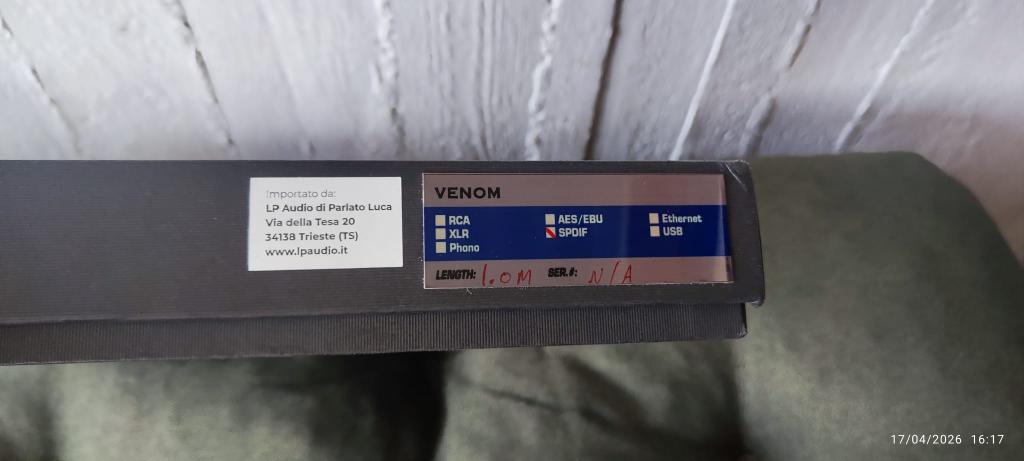 Importato da:
LP Audio di Parlato Luca
Via della Tesa 20
34138 Trieste (TS)
www.lpaudio.it
VENOM
RCA
AES/EBU
Ethernet
XLR
SPDIF
USB
Phono
LENGTH: 1.0 M SER.#: N/A
17/04/2026 16:17